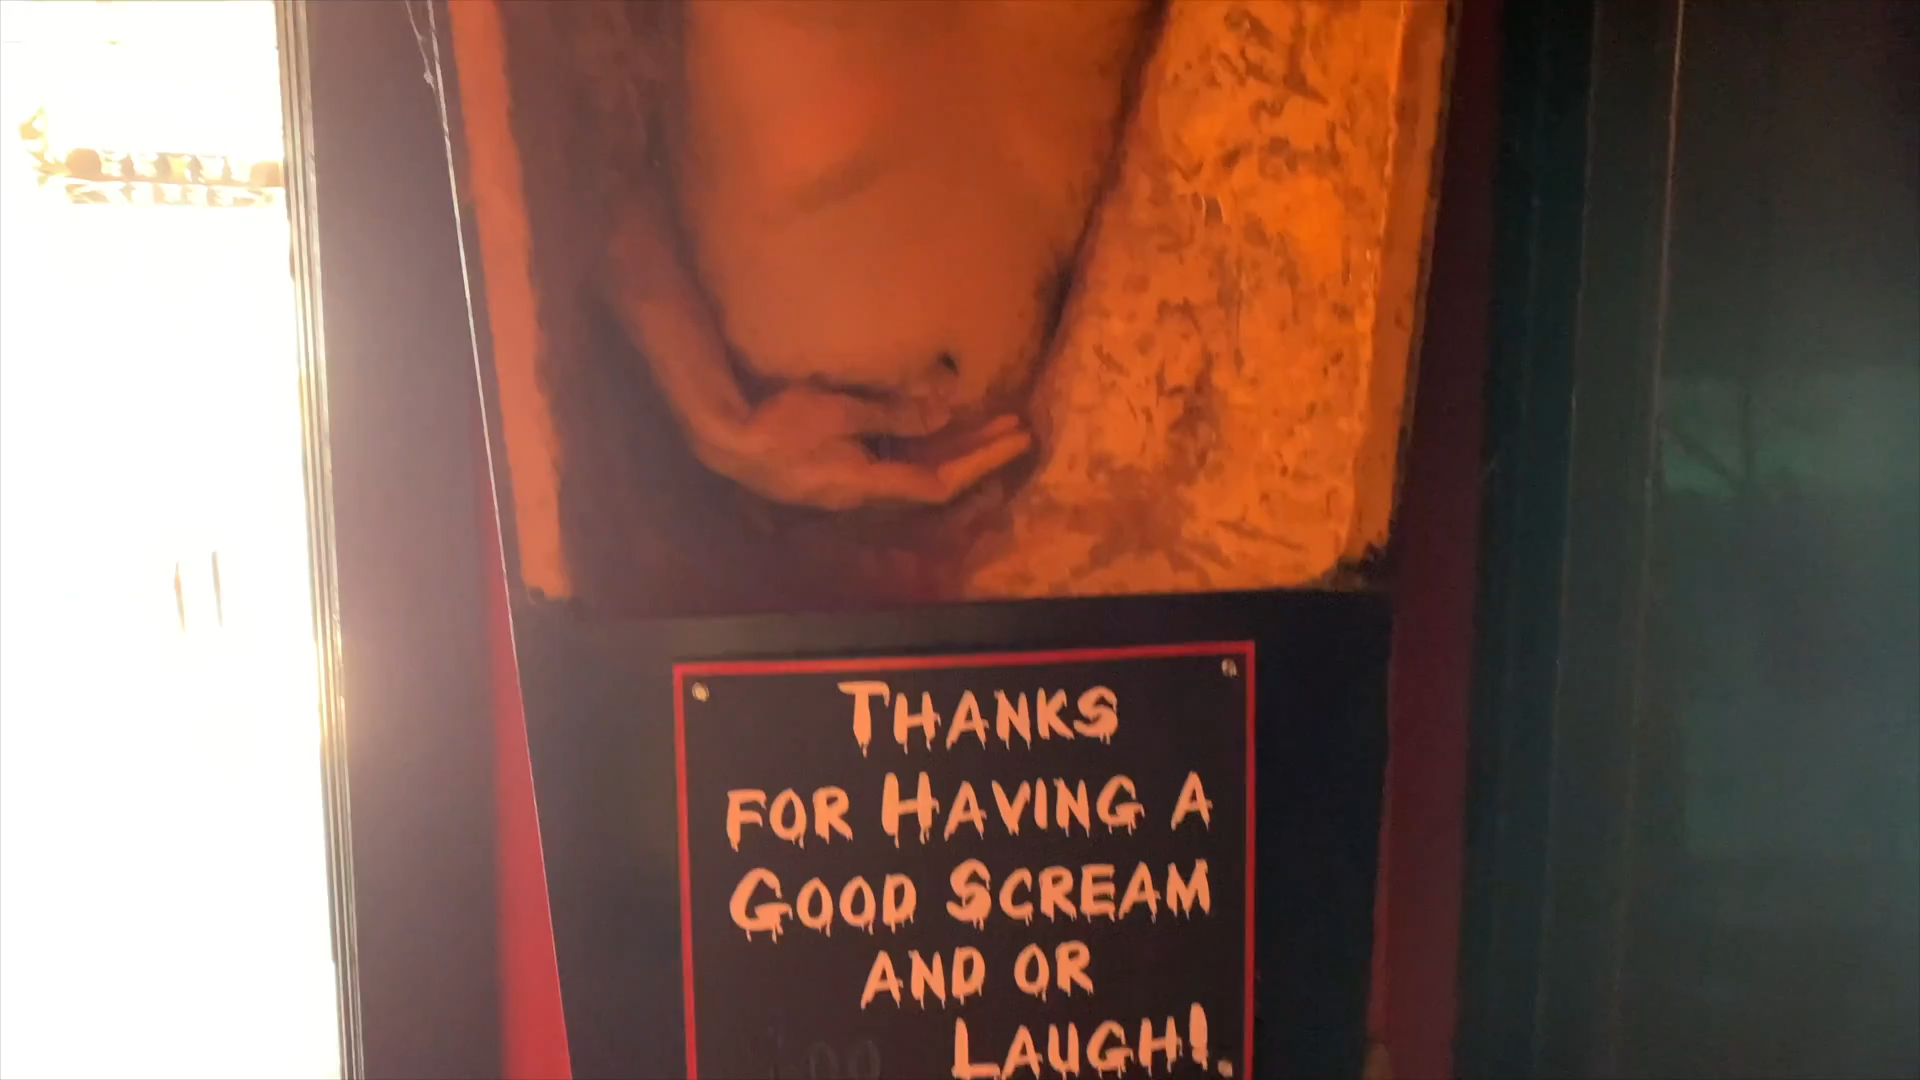 THANKS
FOR HAVING A
GOOD SCREAM
AND OR
LAUGH!.